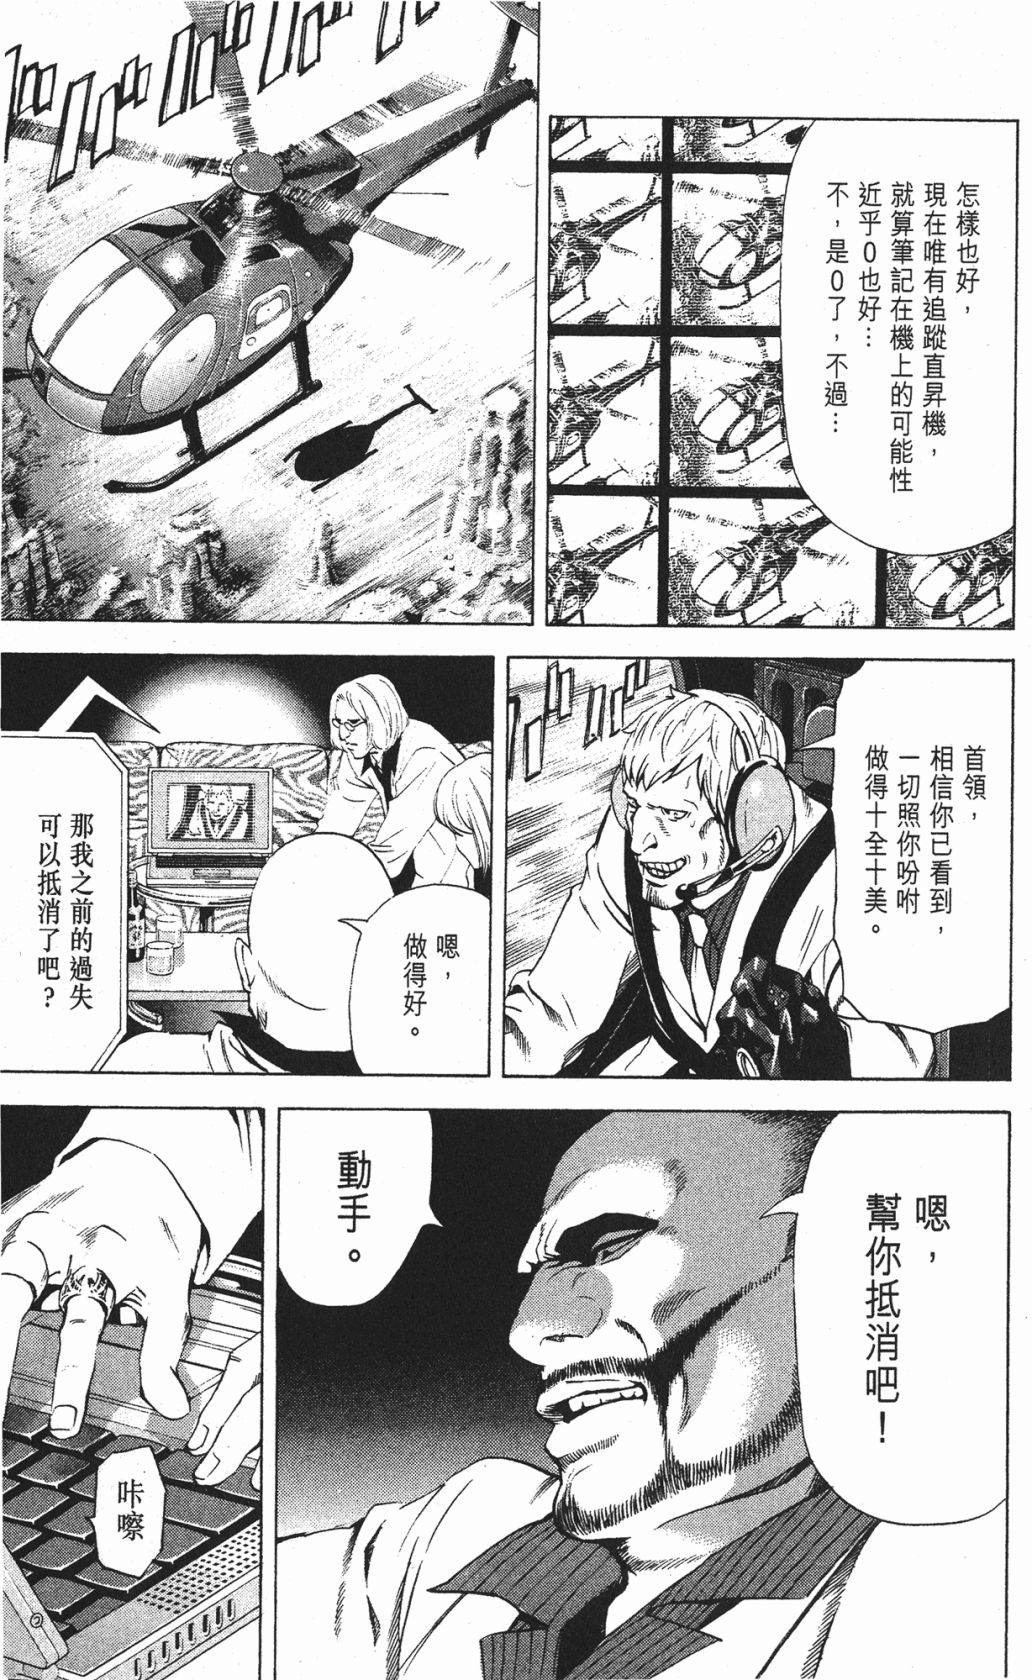 怎樣也好，
現在唯有追蹤直昇機，
就算筆記在機上的可能性
近乎０也好…
不，是０了，不過…
首領，
相信你已看到，
一切照你吩咐
做得十全十美。
嗯，
做得好。
那我之前的過失
可以抵消了吧？
嗯，
幫你抵消吧！
動手。
咔嚓